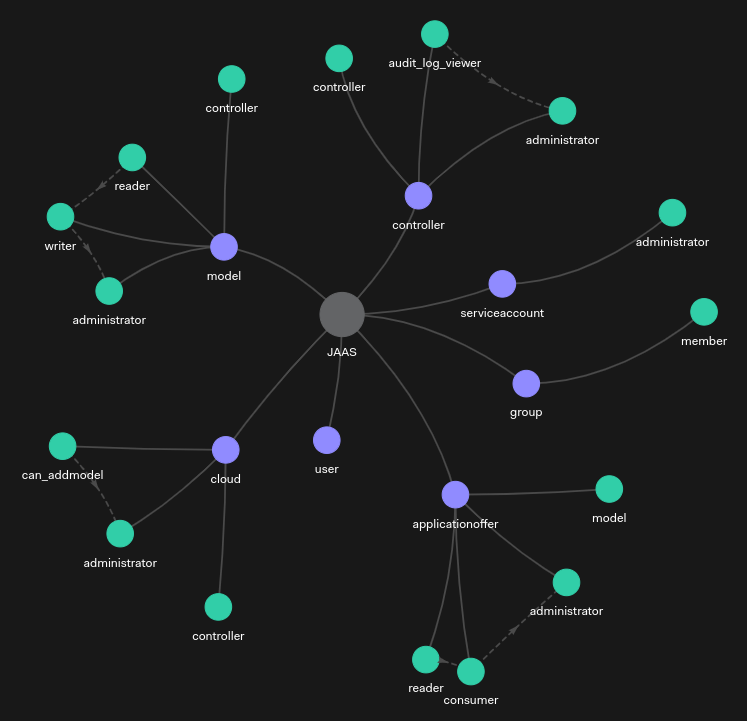 audit_log_viewer
controller
controller
administrator
reader
controller
writer
administrator
model
serviceaccount
administrator
member
JAAS
group
user
can_addmodel
cloud
model
applicationoffer
administrator
administrator
controller
reader
consumer